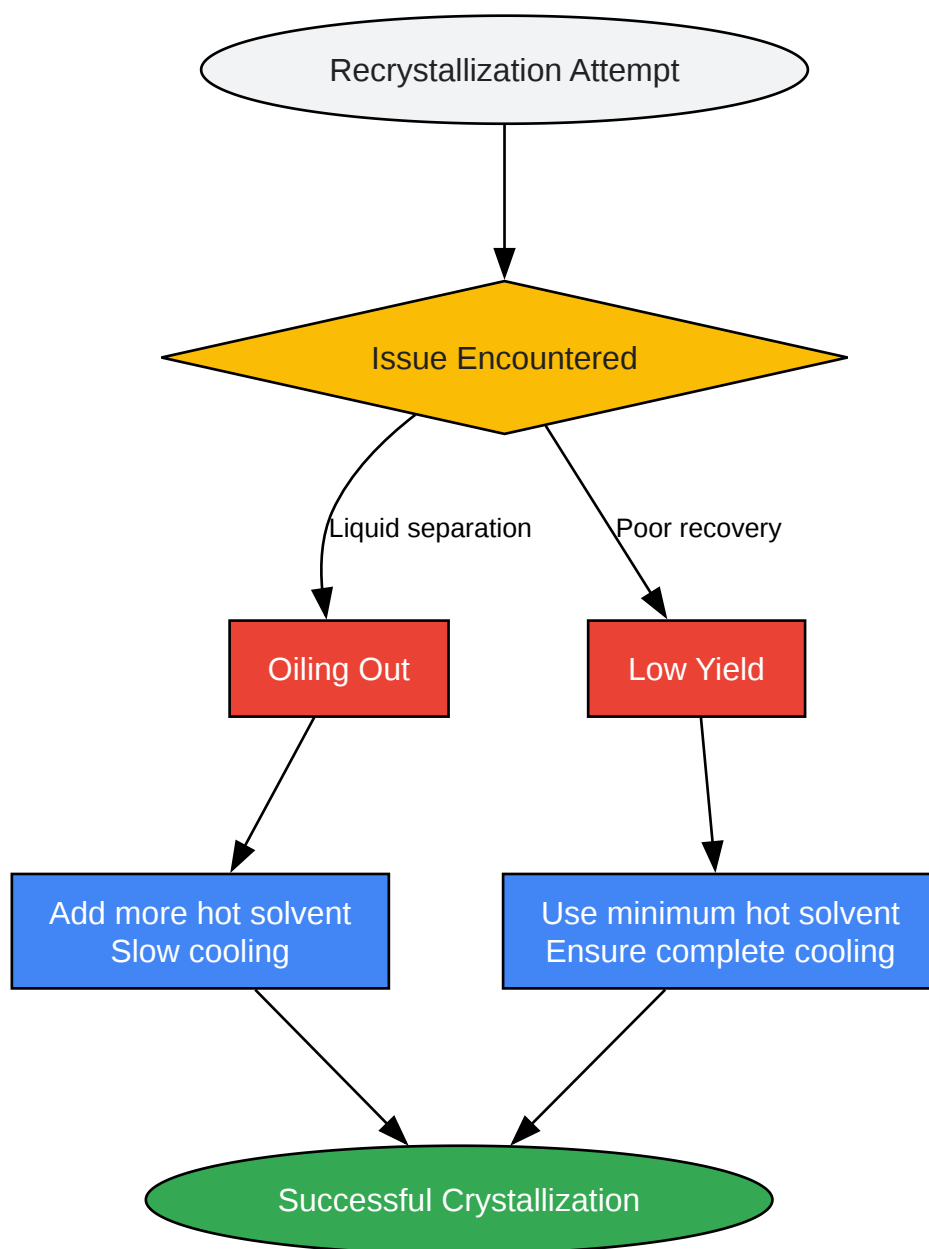 Recrystallization Attempt
Issue Encountered
Liquid separation
Poor recovery
Oiling Out
Low Yield
Add more hot solvent
Slow cooling
Use minimum hot solvent
Ensure complete cooling
Successful Crystallization